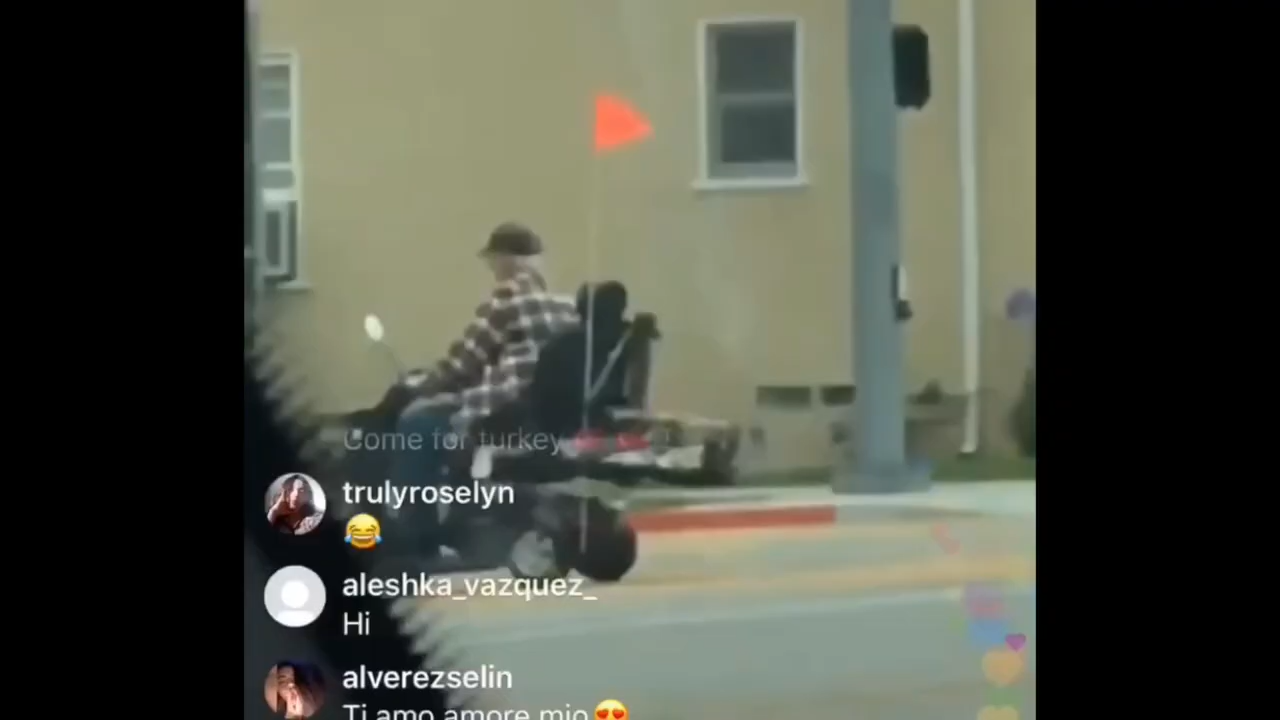 Come for turkey
trulyroselyn
😂
aleshka_vazquez_
Hi
alverezselin
Ti amo amore mio😍